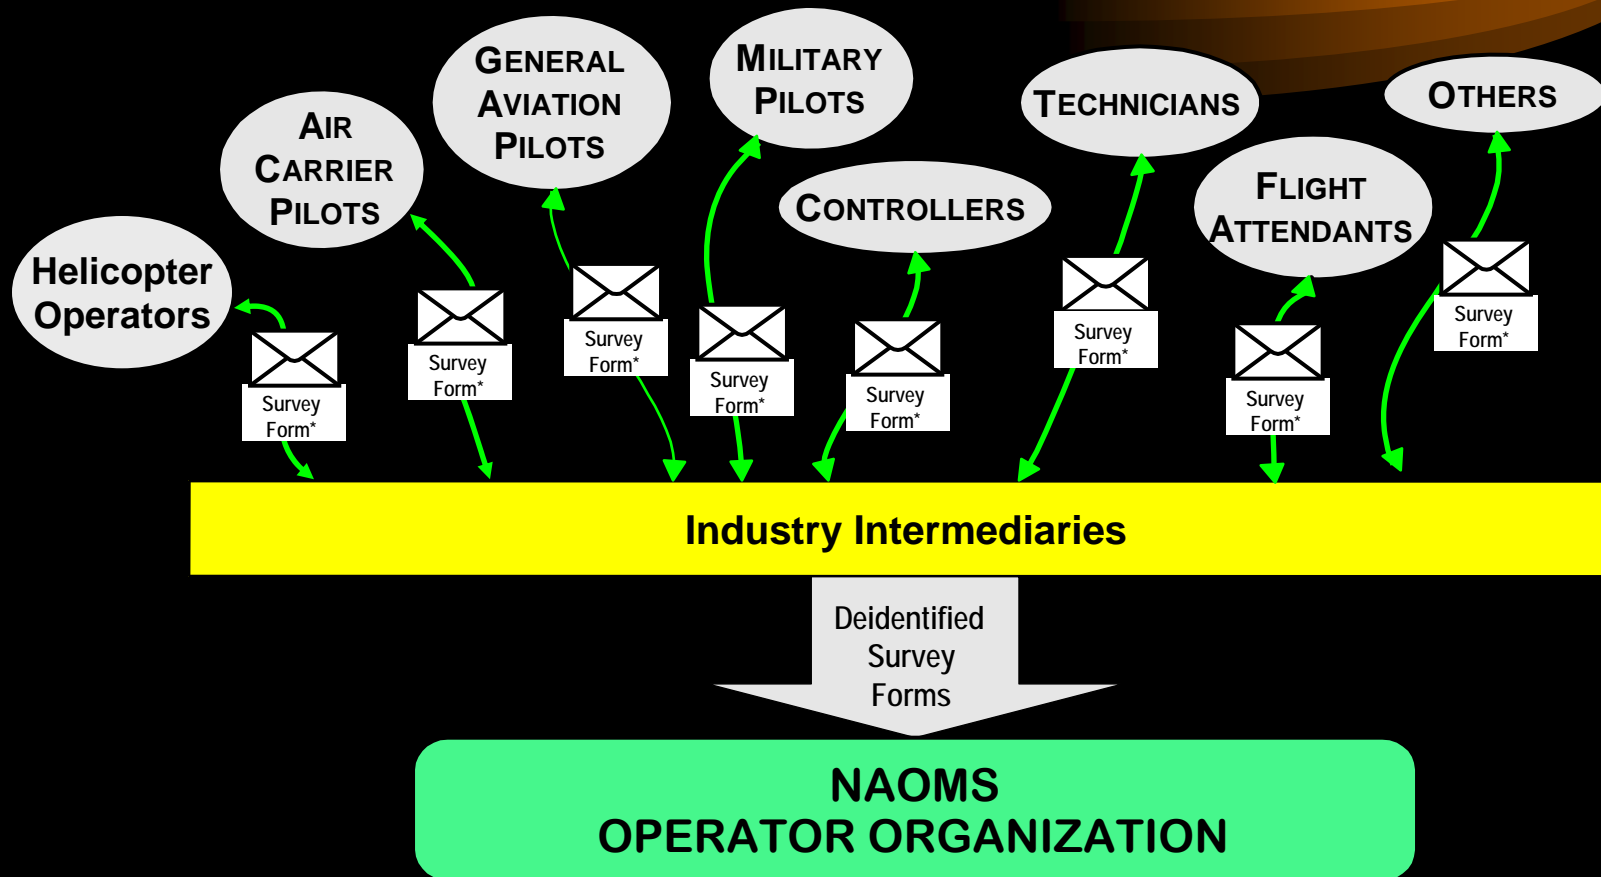 GENERAL
AVIATION
PILOTS
MILITARY
PILOTS
TECHNICIANS
OTHERS
AIR
CARRIER
PILOTS
CONTROLLERS
FLIGHT
ATTENDANTS
Helicopter
Operators
Survey
Form*
Survey
Form*
Survey
Form*
Survey
Form*
Survey
Form*
Survey
Form*
Survey
Form*
Survey
Form*
Industry Intermediaries
Deidentified
Survey
Forms
NAOMS
OPERATOR ORGANIZATION